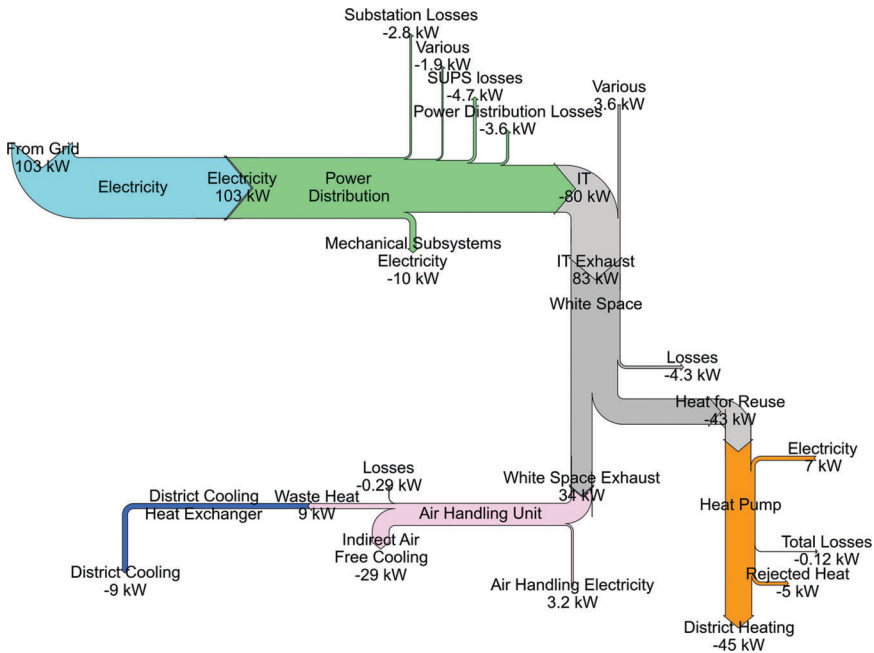 Substation Losses
-2.8 kW
Various
-1.9 kW
SUPS losses
-4.7 kW
Power Distribution Losses
-3.6 kW
Various
3.6 kW
From Grid
103 kW
Electricity
Electricity
103 kW
Power
Distribution
IT
-80 kW
Mechanical Subsystems
Electricity
-10 kW
IT Exhaust
83 kW
White Space
Losses
-4.3 kW
Heat for Reuse
-43 kW
Electricity
7 kW
Heat Pump
Total Losses
-0.12 kW
Rejected Heat
-5 kW
District Heating
-45 kW
White Space Exhaust
34 kW
Losses
-0.29 kW
Air Handling Unit
Waste Heat
9 kW
District Cooling
Heat Exchanger
Indirect Air
Free Cooling
-29 kW
Air Handling Electricity
3.2 kW
District Cooling
-9 kW